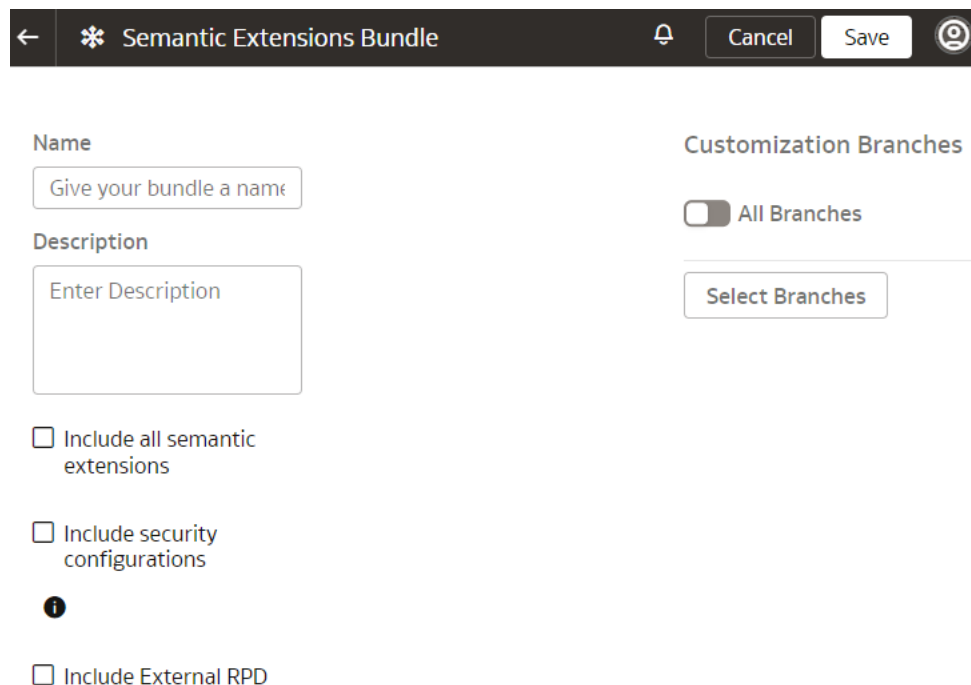 Semantic Extensions Bundle
Cancel
Save
Name
Give your bundle a name
Description
Enter Description
Include all semantic
extensions
Include security
configurations
Include External RPD
Customization Branches
All Branches
Select Branches